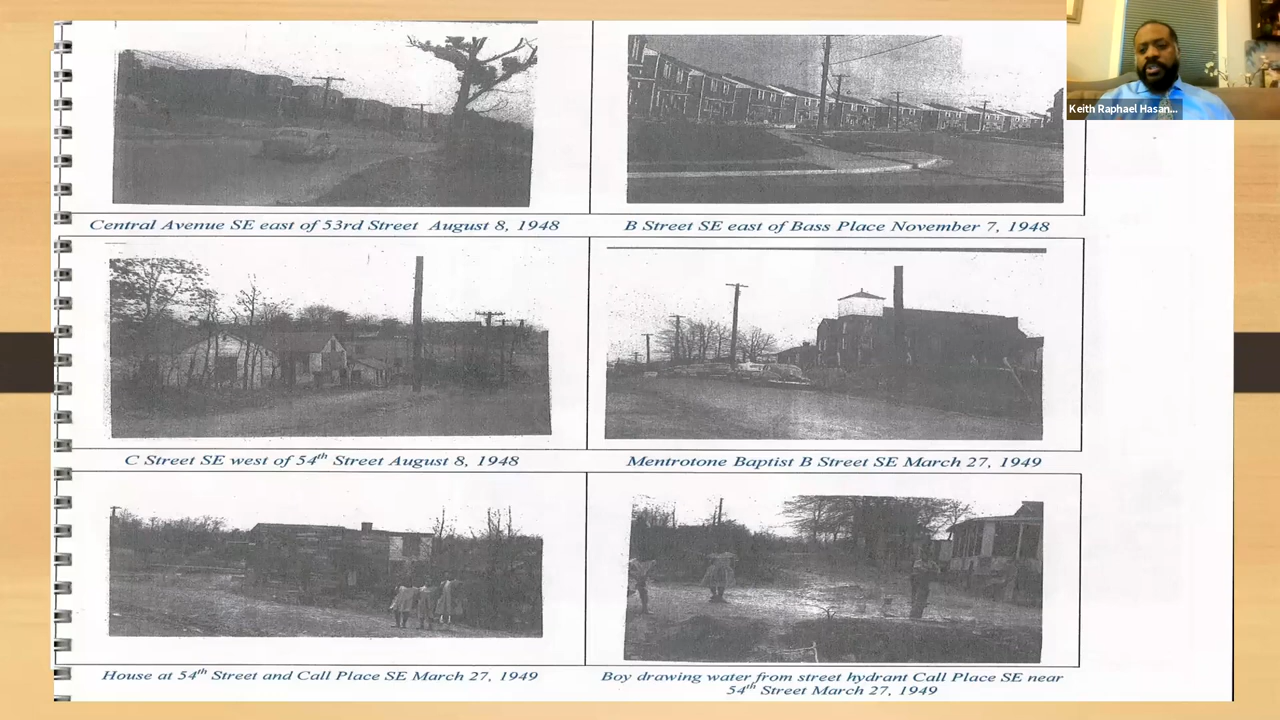 Keith Raphael Hasan...
Central Avenue SE east of 53rd Street August 8, 1948
B Street SE east of Bass Place November 7, 1948
C Street SE west of 54th Street August 8, 1948
Mentrotone Baptist B Street SE March 27, 1949
House at 54th Street and Call Place SE March 27, 1949
Boy drawing water from street hydrant Call Place SE near
54th Street March 27, 1949